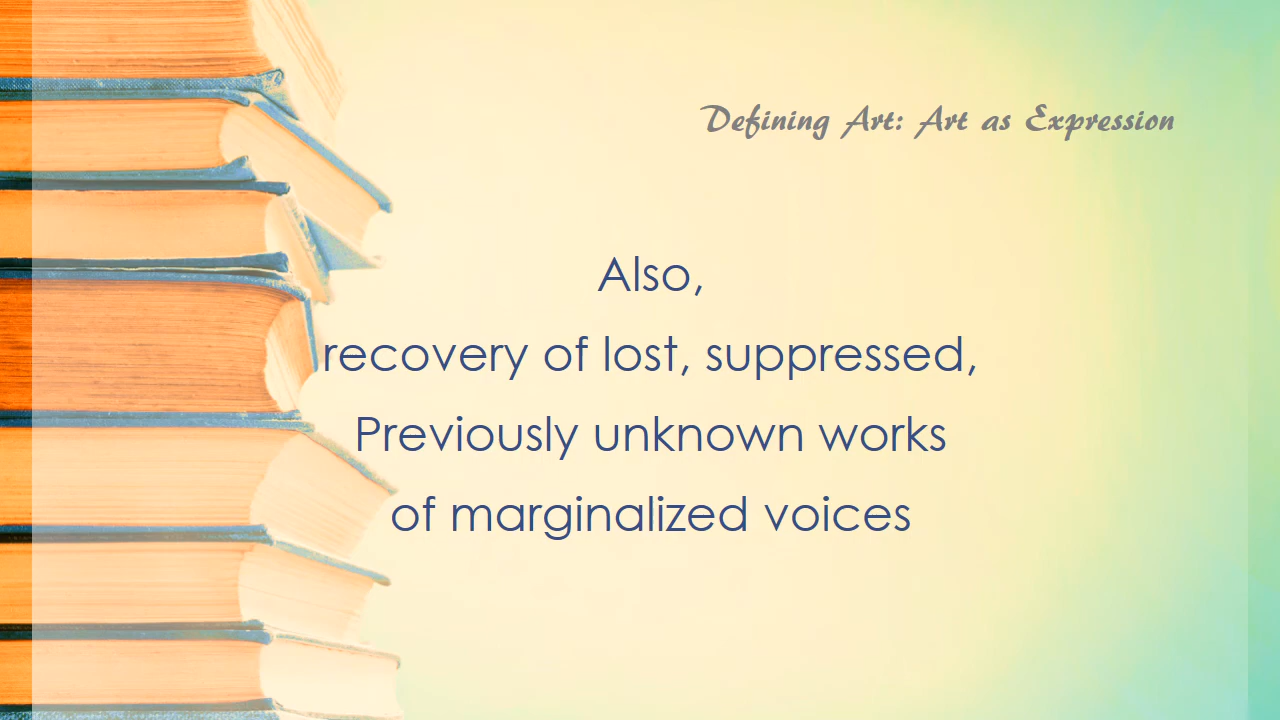 Defining Art: Art as Expression
Also,
recovery of lost, suppressed,
Previously unknown works
of marginalized voices